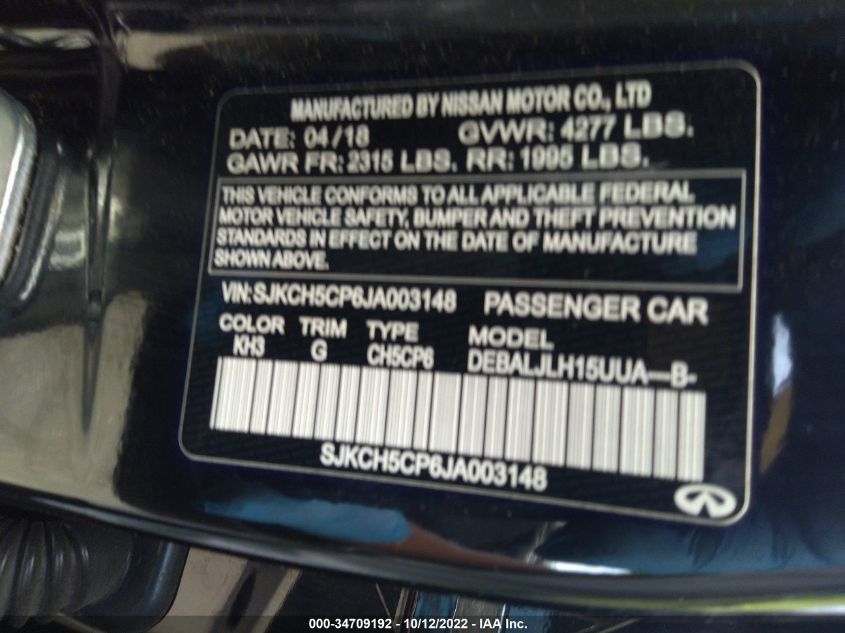 MANUFACTURED BY NISSAN MOTOR CO., LTD
DATE: 04/18 GVWR: 4277 LBS.
GAWR FR: 2315 LBS. RR: 1995 LBS.
THIS VEHICLE CONFORMS TO ALL APPLICABLE FEDERAL
MOTOR VEHICLE SAFETY, BUMPER AND THEFT PREVENTION
STANDARDS IN EFFECT ON THE DATE OF MANUFACTURE
SHOWN ABOVE.
VIN: SJKCH5CP6JA003148 PASSENGER CAR
COLOR TRIM TYPE MODEL
KH3 G CH5CP6 DEBALJLH15UUA-B-
SJKCH5CP6JA003148
000-34709192 - 10/12/2022 - IAA Inc.